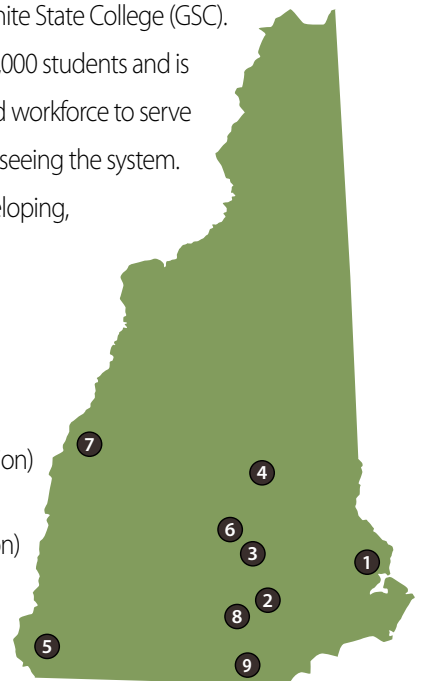 nite State College (GSC).
000 students and is
d workforce to serve
seeing the system.
eloping,
7
on)
4
6
n)
3
1
2
8
5
9